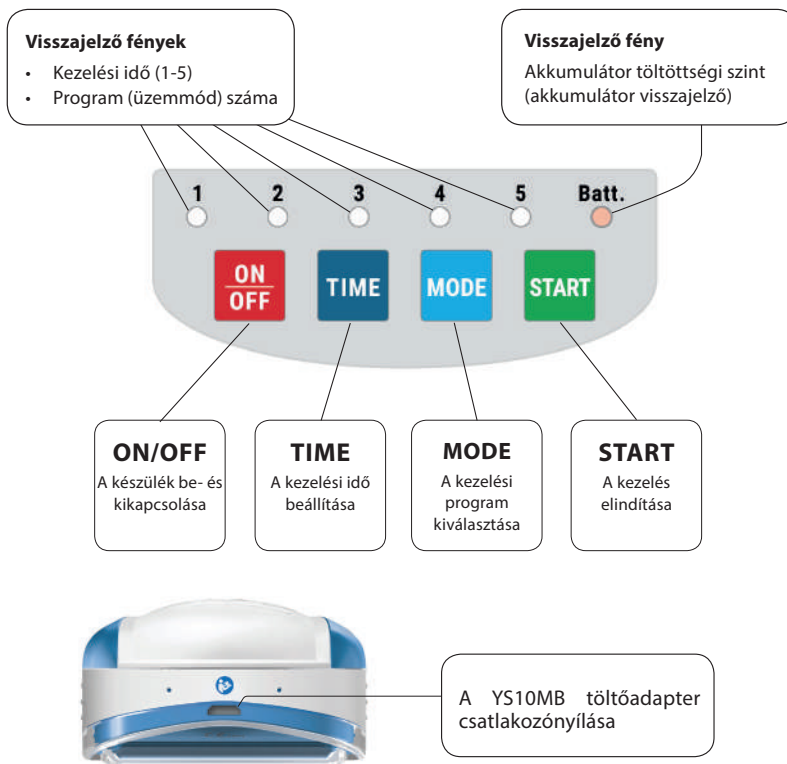 Visszajelző fények
• Kezelési idő (1-5)
• Program (üzemmód) száma
Visszajelző fény
Akkumulátor töltöttségi szint
(akkumulátor visszajelző)
1 2 3 4 5 Batt.
ON
OFF
TIME
MODE
START
ON/OFF
A készülék be- és
kikapcsolása
TIME
A kezelési idő
beállítása
MODE
A kezelési
program
kiválasztása
START
A kezelés
elindítása
A YS10MB töltőadapter
csatlakozónyílása